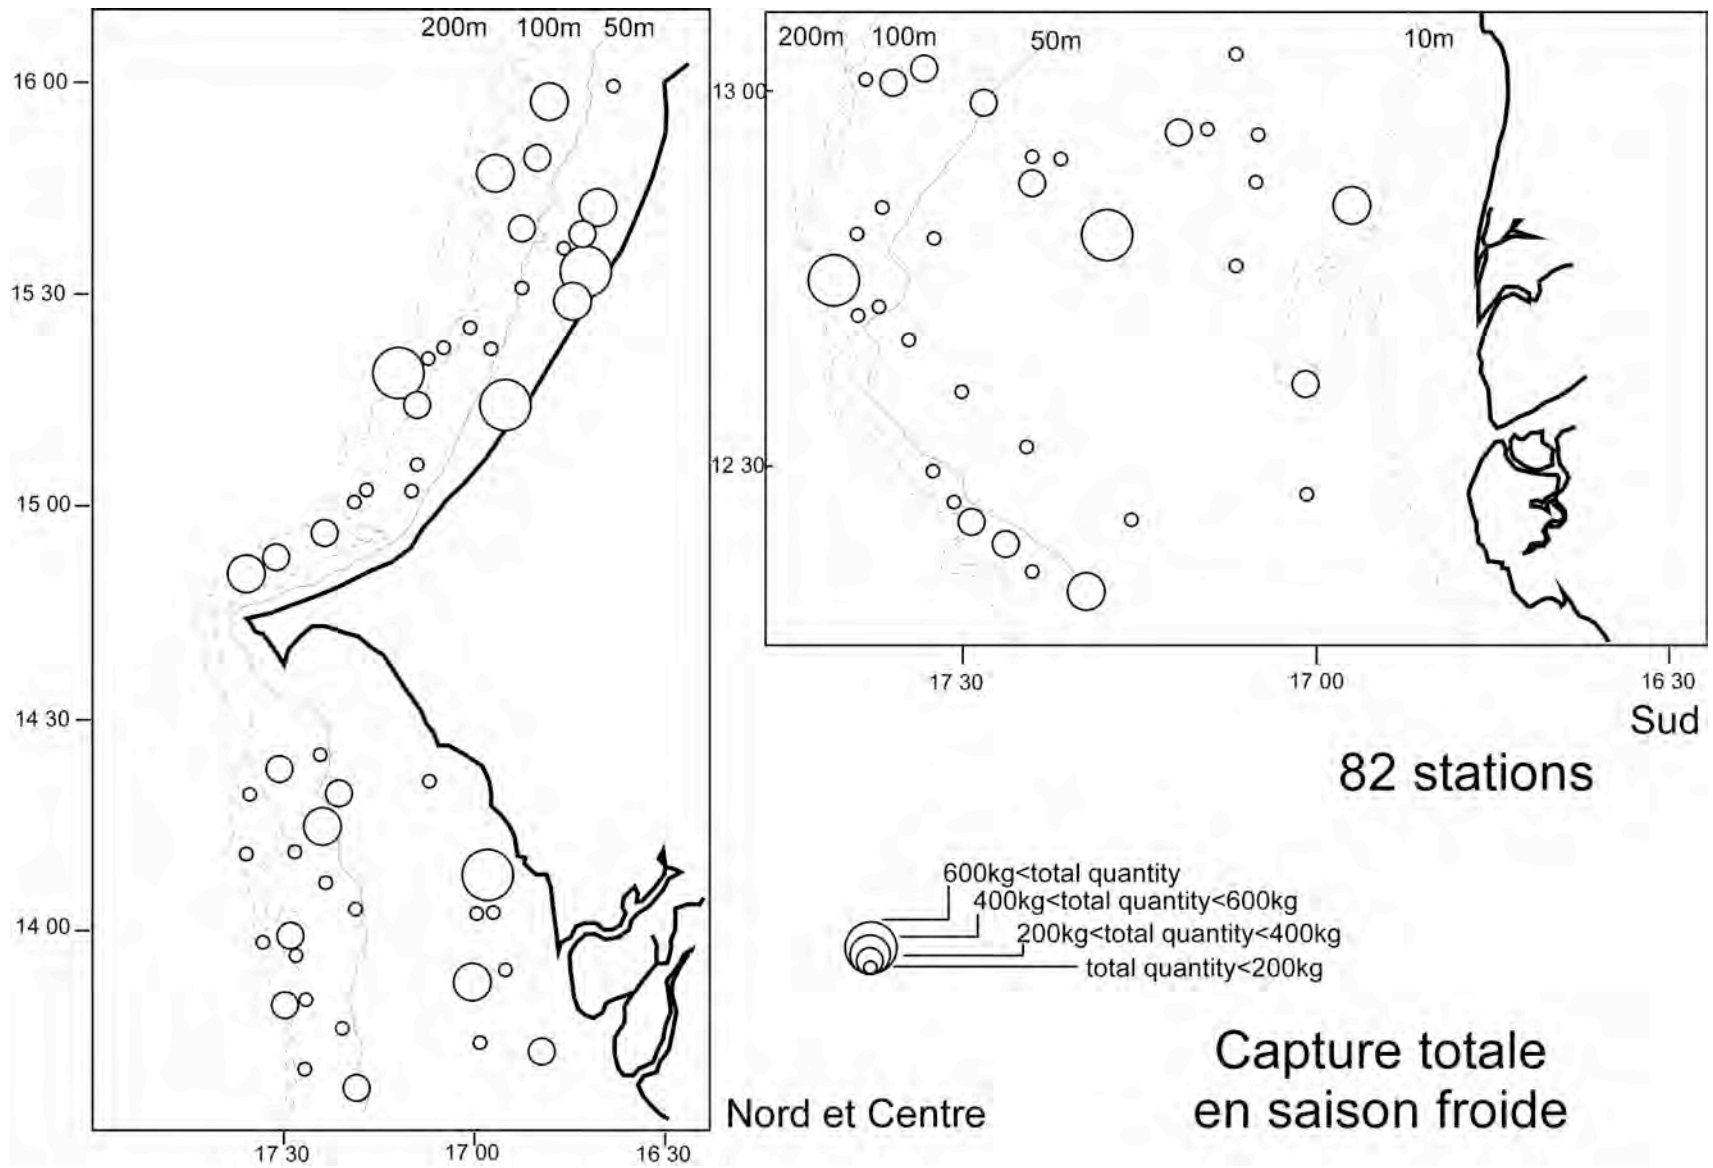 200m 100m 50m
16 00
15 30
15 00
14 30
14 00
17 30 17 00 16 30
Nord et Centre
200m 100m 50m 10m
13 00
12 30
17 30 17 00 16 30
Sud
82 stations
600kg<total quantity
400kg<total quantity<600kg
200kg<total quantity<400kg
total quantity<200kg
Capture totale
en saison froide